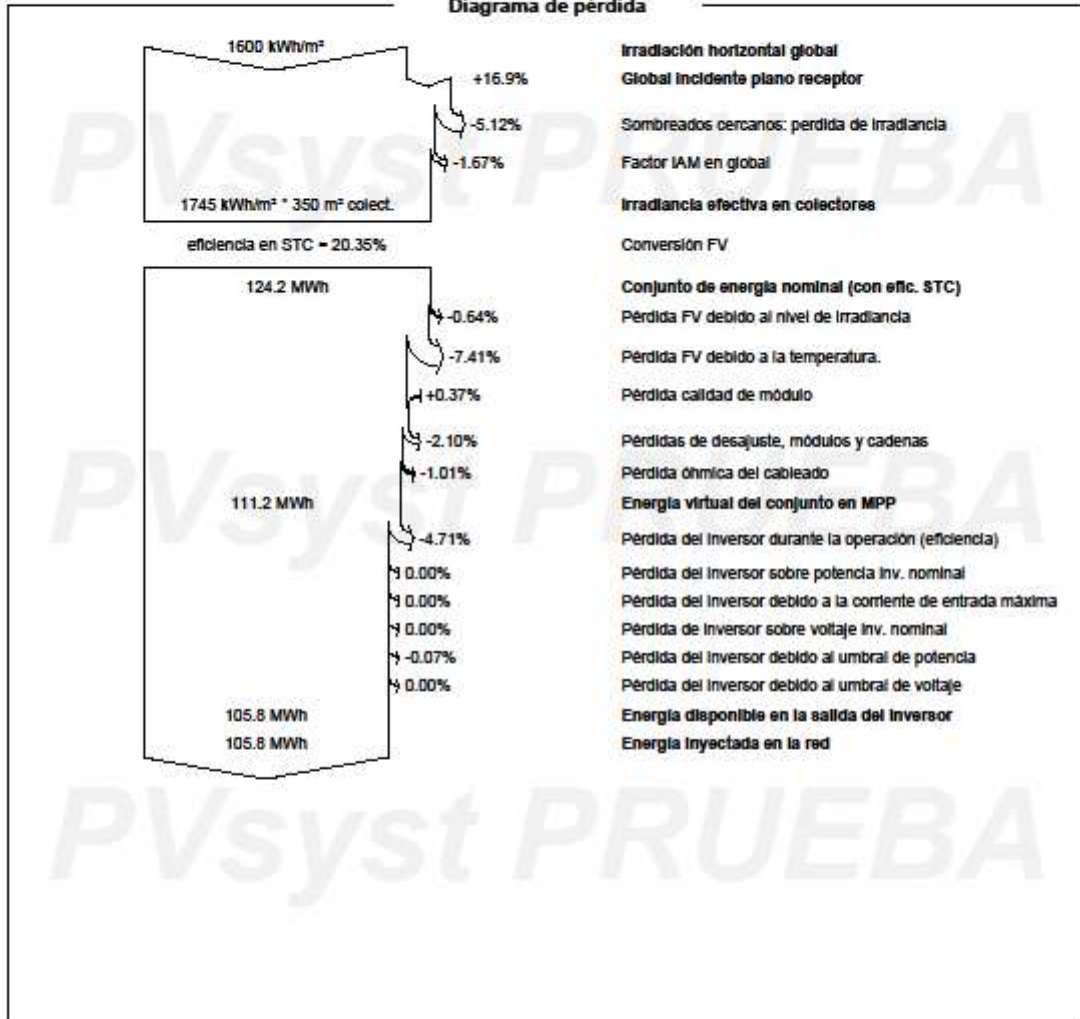 Diagrama de pérdida
1600 kWh/m² Irradiación horizontal global
+16.9% Global incidente plano receptor
-5.12% Sombreados cercanos: perdida de irradiancia
-1.67% Factor IAM en global
1745 kWh/m² * 350 m² colect. Irradiancia efectiva en colectores
eficiencia en STC = 20.35% Conversión FV
124.2 MWh Conjunto de energía nominal (con efic. STC)
-0.64% Pérdida FV debido al nivel de irradiancia
-7.41% Pérdida FV debido a la temperatura.
+0.37% Pérdida calidad de módulo
-2.10% Pérdidas de desajuste, módulos y cadenas
-1.01% Pérdida óhmica del cableado
111.2 MWh Energía virtual del conjunto en MPP
-4.71% Pérdida del inversor durante la operación (eficiencia)
0.00% Pérdida del inversor sobre potencia inv. nominal
0.00% Pérdida del inversor debido a la corriente de entrada máxima
0.00% Pérdida de inversor sobre voltaje inv. nominal
-0.07% Pérdida del inversor debido al umbral de potencia
0.00% Pérdida del inversor debido al umbral de voltaje
105.8 MWh Energía disponible en la salida del inversor
105.8 MWh Energía inyectada en la red
PVsyst PRUEBA
PVsyst PRUEBA
PVsyst PRUEBA